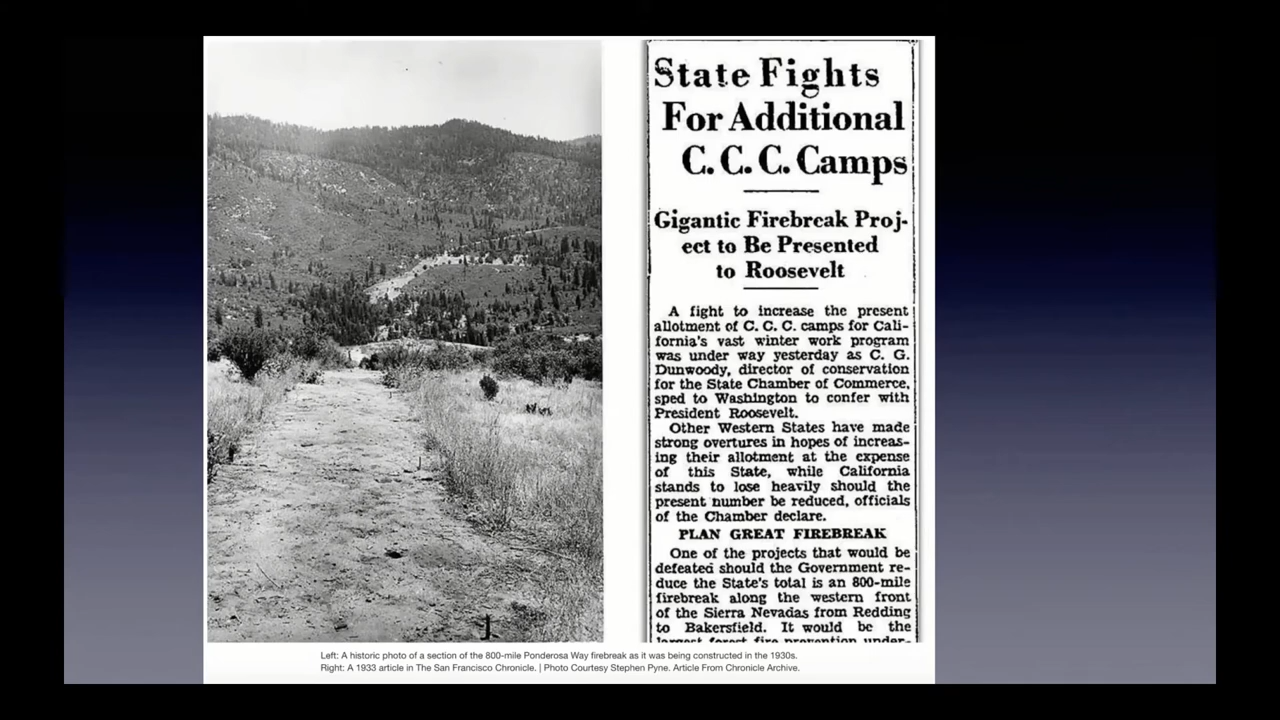 State Fights
For Additional
C. C. C. Camps
Gigantic Firebreak Proj-
ect to Be Presented
to Roosevelt
A fight to increase the present
allotment of C. C. C. camps for Cali-
fornia's vast winter work program
was under way yesterday as C. G.
Dunwoody, director of conservation
for the State Chamber of Commerce,
sped to Washington to confer with
President Roosevelt.
Other Western States have made
strong overtures in hopes of increas-
ing their allotment at the expense
of this State, while California
stands to lose heavily should the
present number be reduced, officials
of the Chamber declare.
PLAN GREAT FIREBREAK
One of the projects that would be
defeated should the Government re-
duce the State's total is an 800-mile
firebreak along the western front
of the Sierra Nevadas from Redding
to Bakersfield. It would be the
largest forest fire prevention under-
Left: A historic photo of a section of the 800-mile Ponderosa Way firebreak as it was being constructed in the 1930s.
Right: A 1933 article in The San Francisco Chronicle. | Photo Courtesy Stephen Pyne. Article From Chronicle Archive.